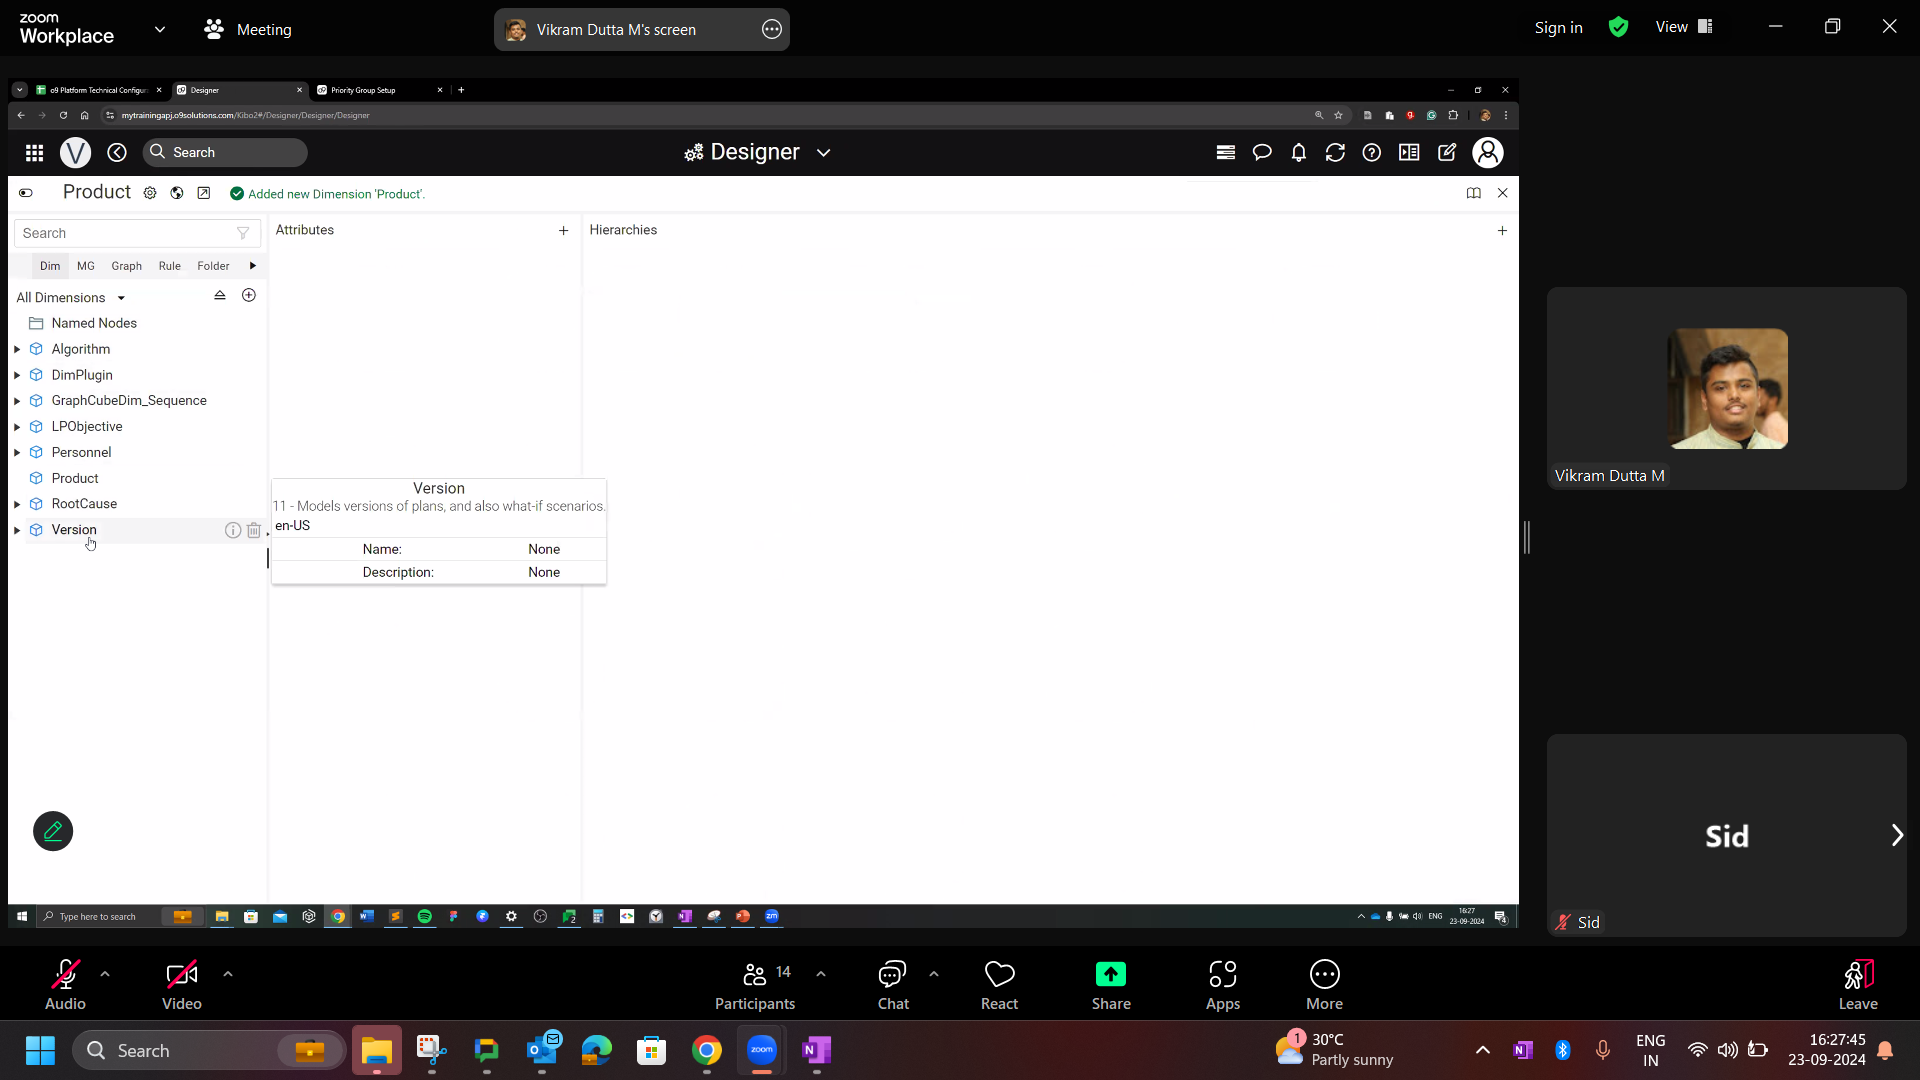 zoom
Workplace
Meeting
Vikram Dutta M's screen
Sign in
View
o9 Platform Technical Configur
Designer
Priority Group Setup
mytrainingapj.o9solutions.com/Kibo2#/Designer/Designer/Designer
V
Search
Designer
Product
Added new Dimension 'Product'.
Search
Attributes
Hierarchies
Dim MG Graph Rule Folder
All Dimensions
Named Nodes
Algorithm
DimPlugin
GraphCubeDim_Sequence
LPObjective
Personnel
Product
RootCause
Version
Version
11 - Models versions of plans, and also what-if scenarios.
en-US
Name: None
Description: None
Vikram Dutta M
Sid
Sid
Type here to search
zm
ENG
16:27
23-09-2024
Audio
Video
14
Participants
Chat
React
Share
Apps
More
Leave
Search
zoom
1
30°C
Partly sunny
ENG
IN
16:27:45
23-09-2024